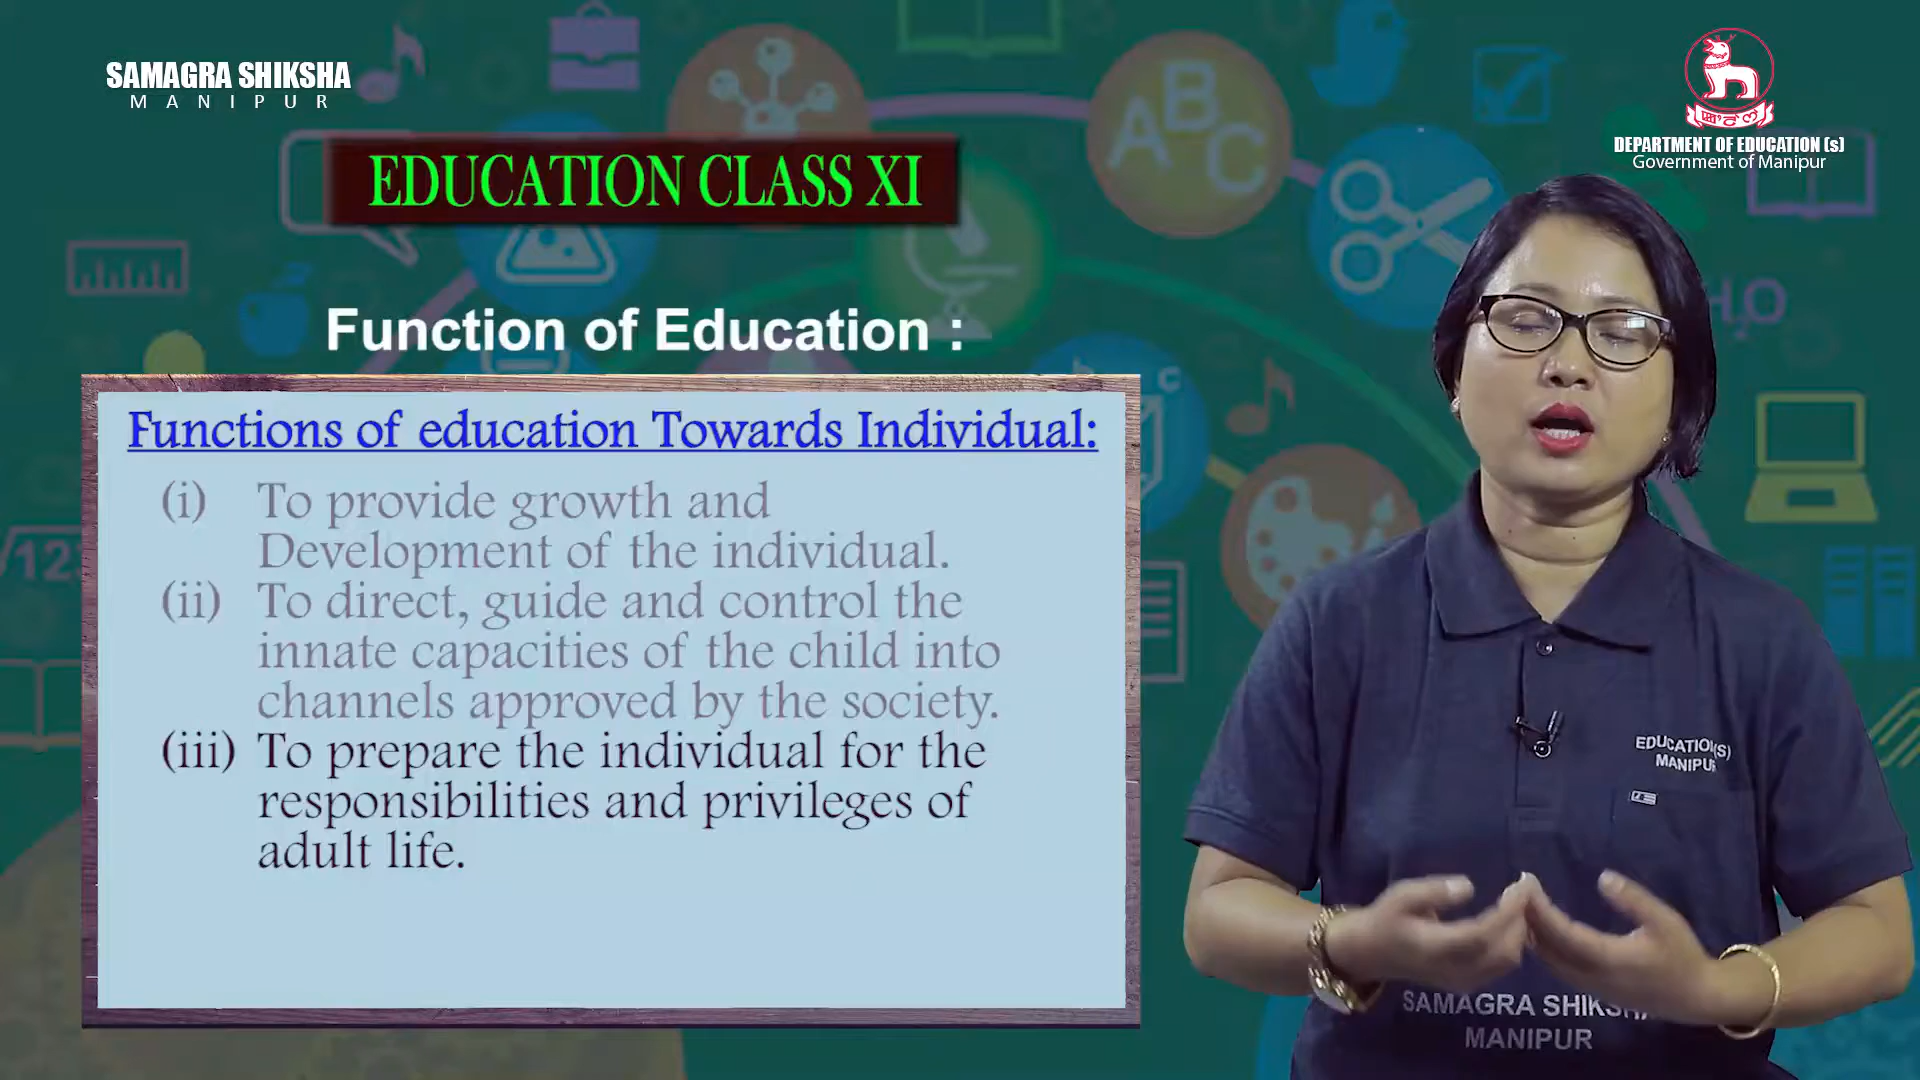 SAMAGRA SHIKSHA
MANIPUR
DEPARTMENT OF EDUCATION (s)
Government of Manipur
EDUCATION CLASS XI
ABC
H₂O
Function of Education :
Functions of education Towards Individual:
(i) To provide growth and
Development of the individual.
(ii) To direct, guide and control the
innate capacities of the child into
channels approved by the society.
(iii) To prepare the individual for the
responsibilities and privileges of
adult life.
EDUCATION(S)
MANIPUR
MANIPUR